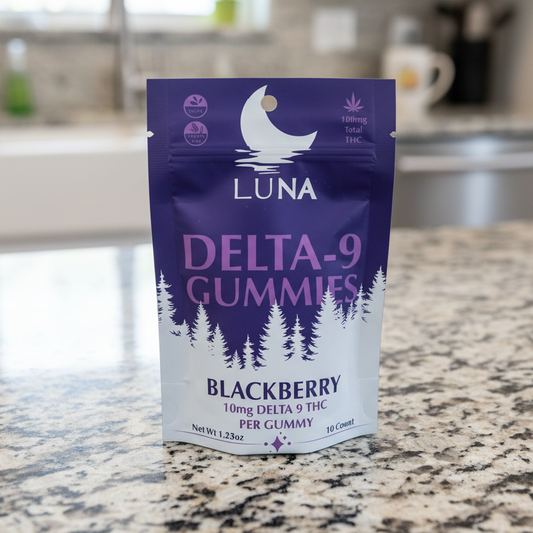 100mg
Total
THC
LUNA
DELTA-9
GUMMIES
BLACKBERRY
10mg DELTA 9 THC
PER GUMMY
Net Wt 1.23oz
10 Count